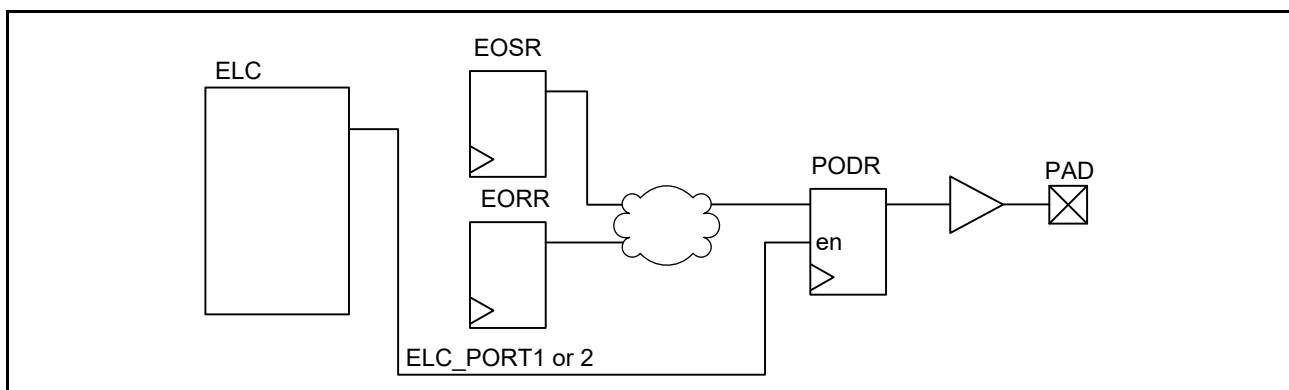 EOSR
ELC
PODR
PAD
EORR
en
ELC_PORT1 or 2